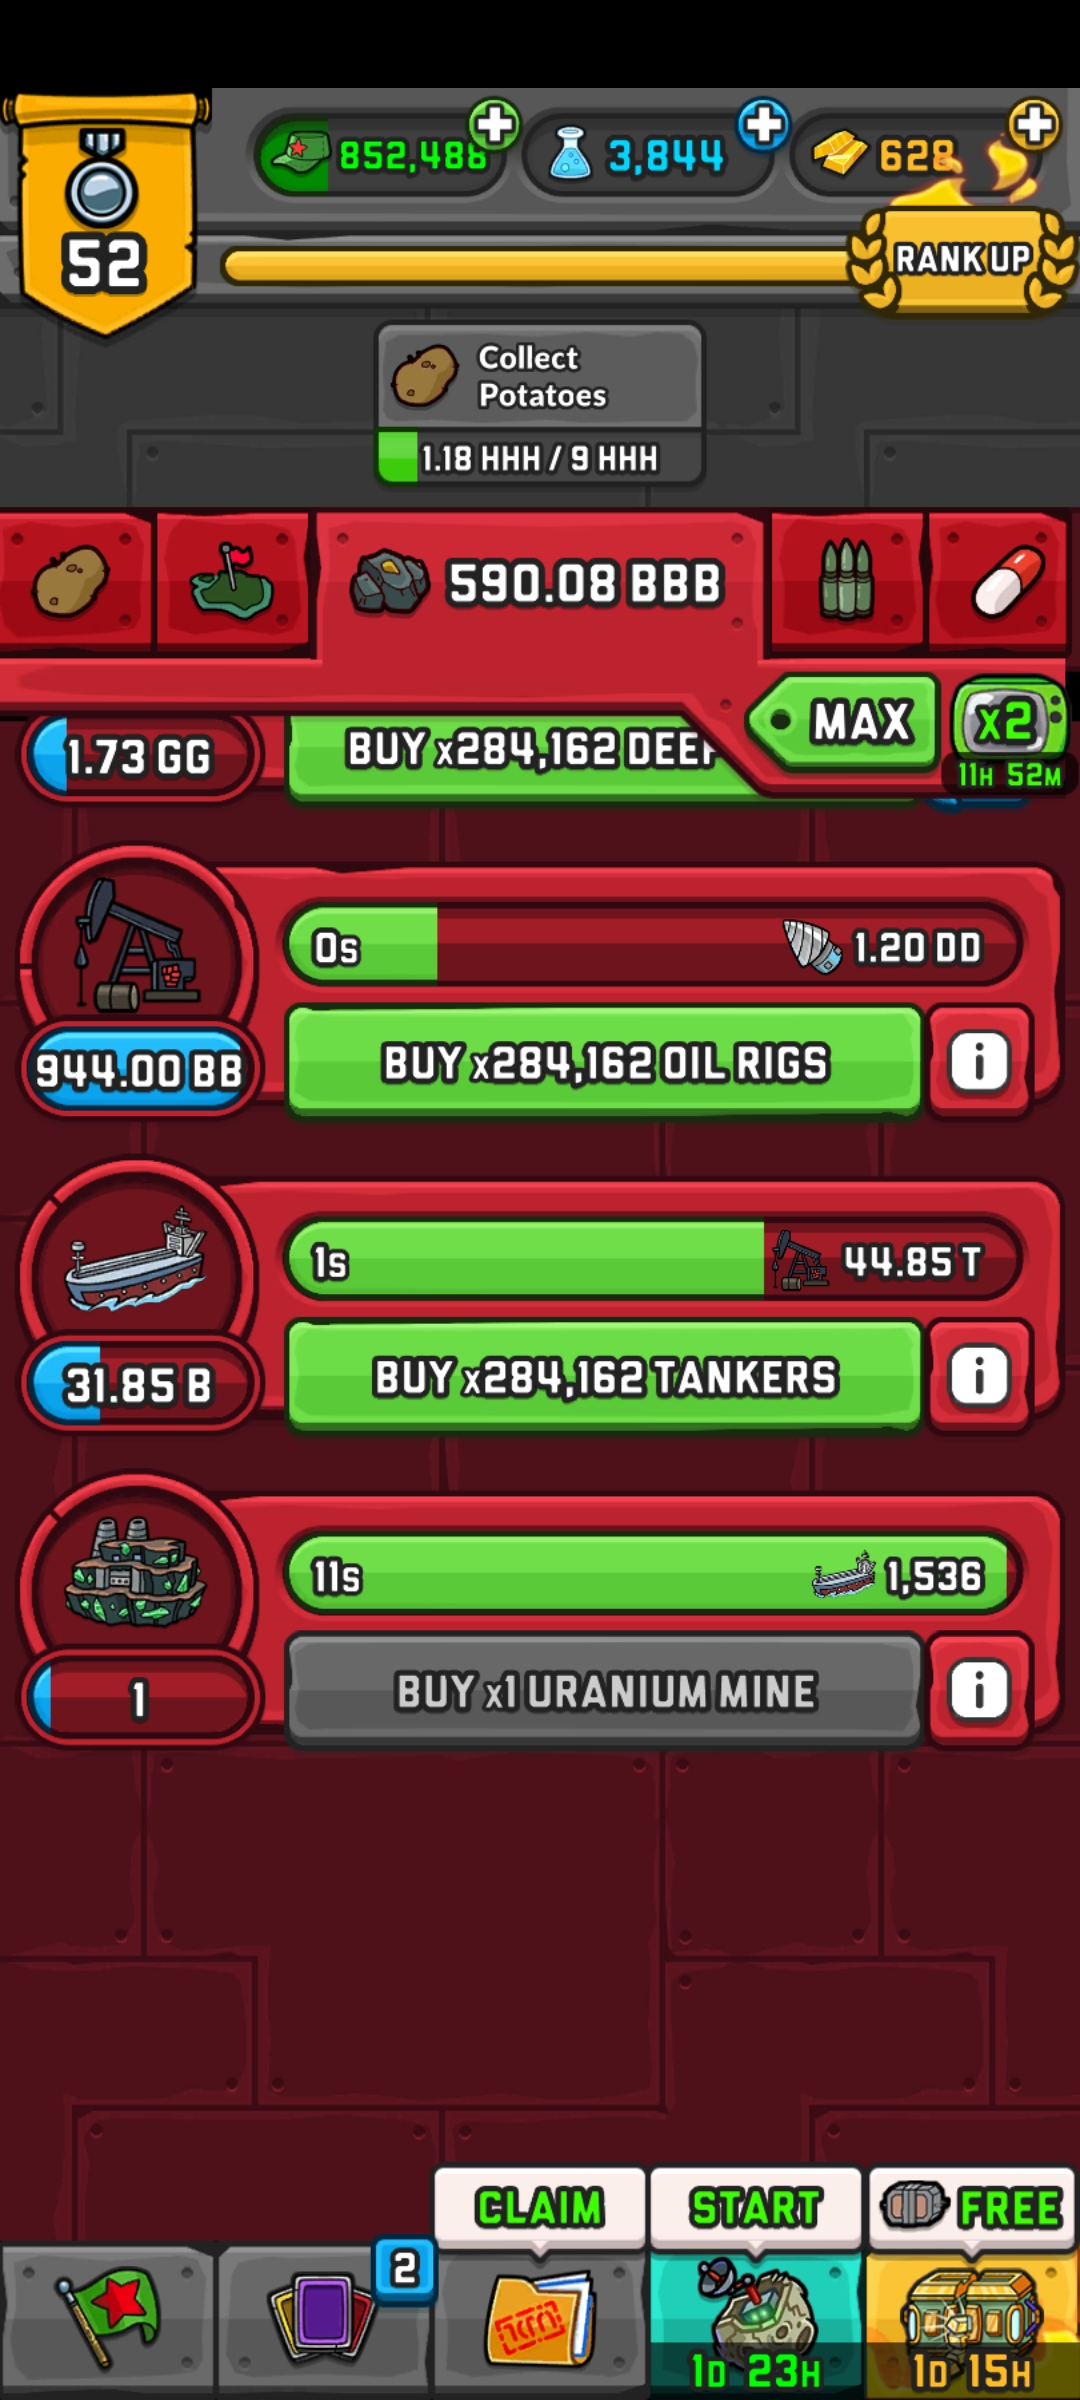 852,488
3,844
628
52
RANK UP
Collect
Potatoes
1.18 HHH / 9 HHH
590.08 BBB
MAX
x2
11H 52M
1.73 GG
BUY x284,162 DEEP
0s
1.20 DD
944.00 BB
BUY x284,162 OIL RIGS
i
1s
44.85 T
31.85 B
BUY x284,162 TANKERS
i
11s
1,536
1
BUY x1 URANIUM MINE
i
CLAIM
START
FREE
2
1D 23H
1D 15H